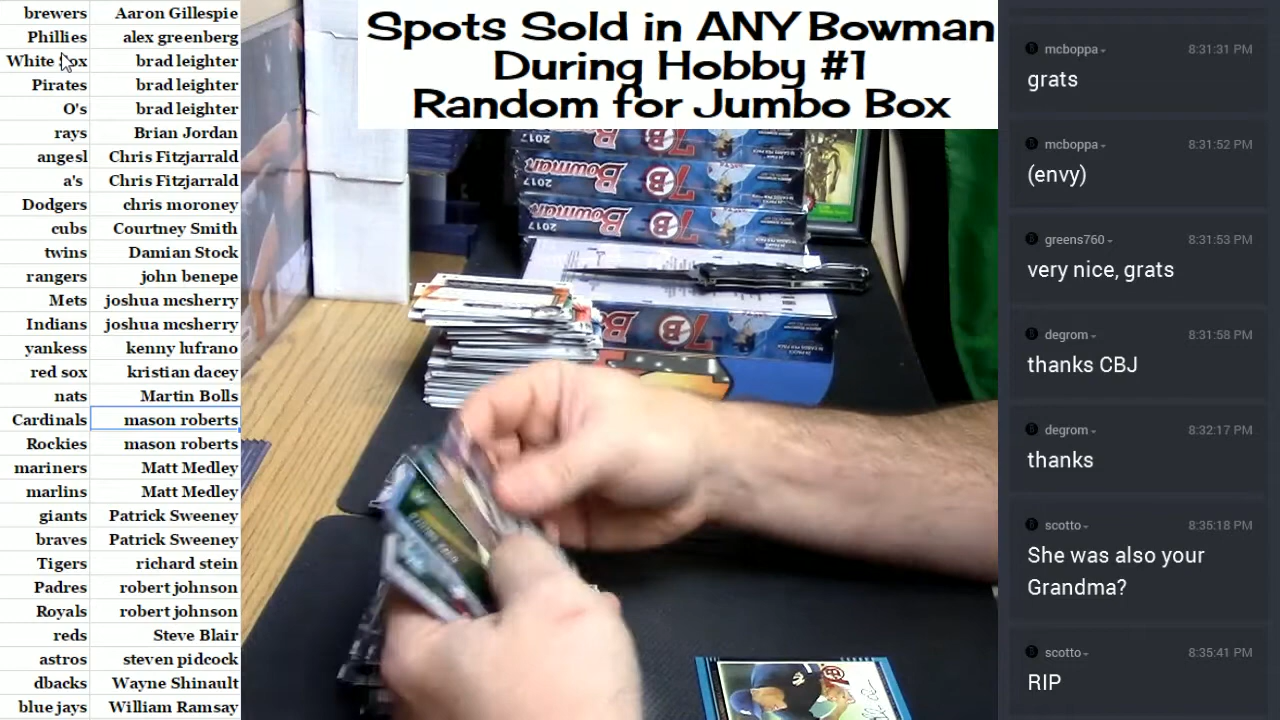 brewers Aaron Gillespie
Phillies alex greenberg
White ox brad leighter
Pirates brad leighter
O's brad leighter
rays Brian Jordan
angesl Chris Fitzjarrald
a's Chris Fitzjarrald
Dodgers chris moroney
cubs Courtney Smith
twins Damian Stock
rangers john benepe
Mets joshua mcsherry
Indians joshua mcsherry
yankess kenny lufrano
red sox kristian dacey
nats Martin Bolls
Cardinals mason roberts
Rockies mason roberts
mariners Matt Medley
marlins Matt Medley
giants Patrick Sweeney
braves Patrick Sweeney
Tigers richard stein
Padres robert johnson
Royals robert johnson
reds Steve Blair
astros steven pidcock
dbacks Wayne Shinault
blue jays William Ramsay
Spots Sold in ANY Bowman
During Hobby #1
Random for Jumbo Box
2017
Bowman
2017
Bowman
2017
mcboppa 8:31:31 PM
grats
mcboppa 8:31:52 PM
(envy)
greens760 8:31:53 PM
very nice, grats
degrom 8:31:58 PM
thanks CBJ
degrom 8:32:17 PM
thanks
scotto 8:35:18 PM
She was also your
Grandma?
scotto 8:35:41 PM
RIP